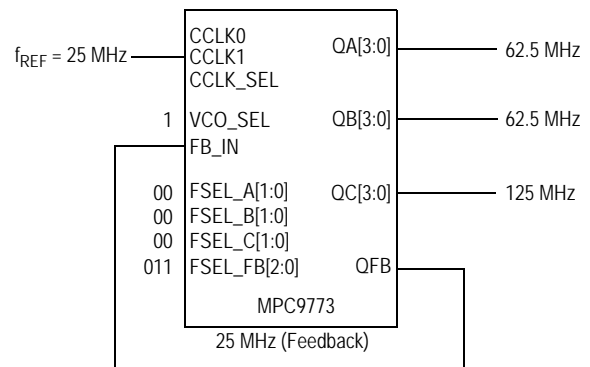 CCLK0
CCLK1
CCLK_SEL
QA[3:0]
f_REF = 25 MHz
62.5 MHz
1 VCO_SEL
FB_IN
QB[3:0]
62.5 MHz
00 FSEL_A[1:0]
00 FSEL_B[1:0]
00 FSEL_C[1:0]
011 FSEL_FB[2:0]
QC[3:0]
125 MHz
QFB
MPC9773
25 MHz (Feedback)